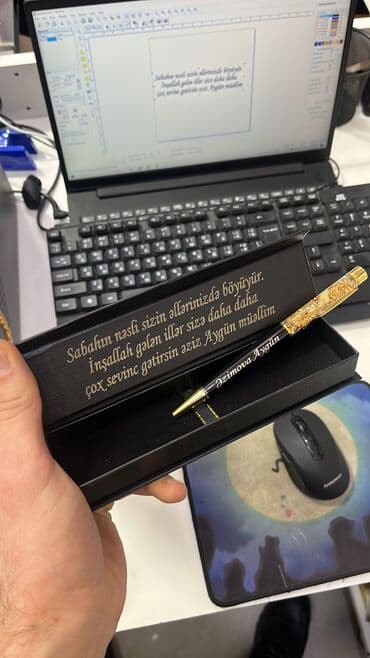 Sabahın nəsli sizin əllərinizdə böyüyür.
İnşallah gələn illər sizə daha daha
çox sevinc gətirsin əziz Aygün müəllim
Sabahın nəsli sizin əllərinizdə böyüyür.
İnşallah gələn illər sizə daha daha
çox sevinc gətirsin əziz Aygün müəllim
Əzimova Aygün